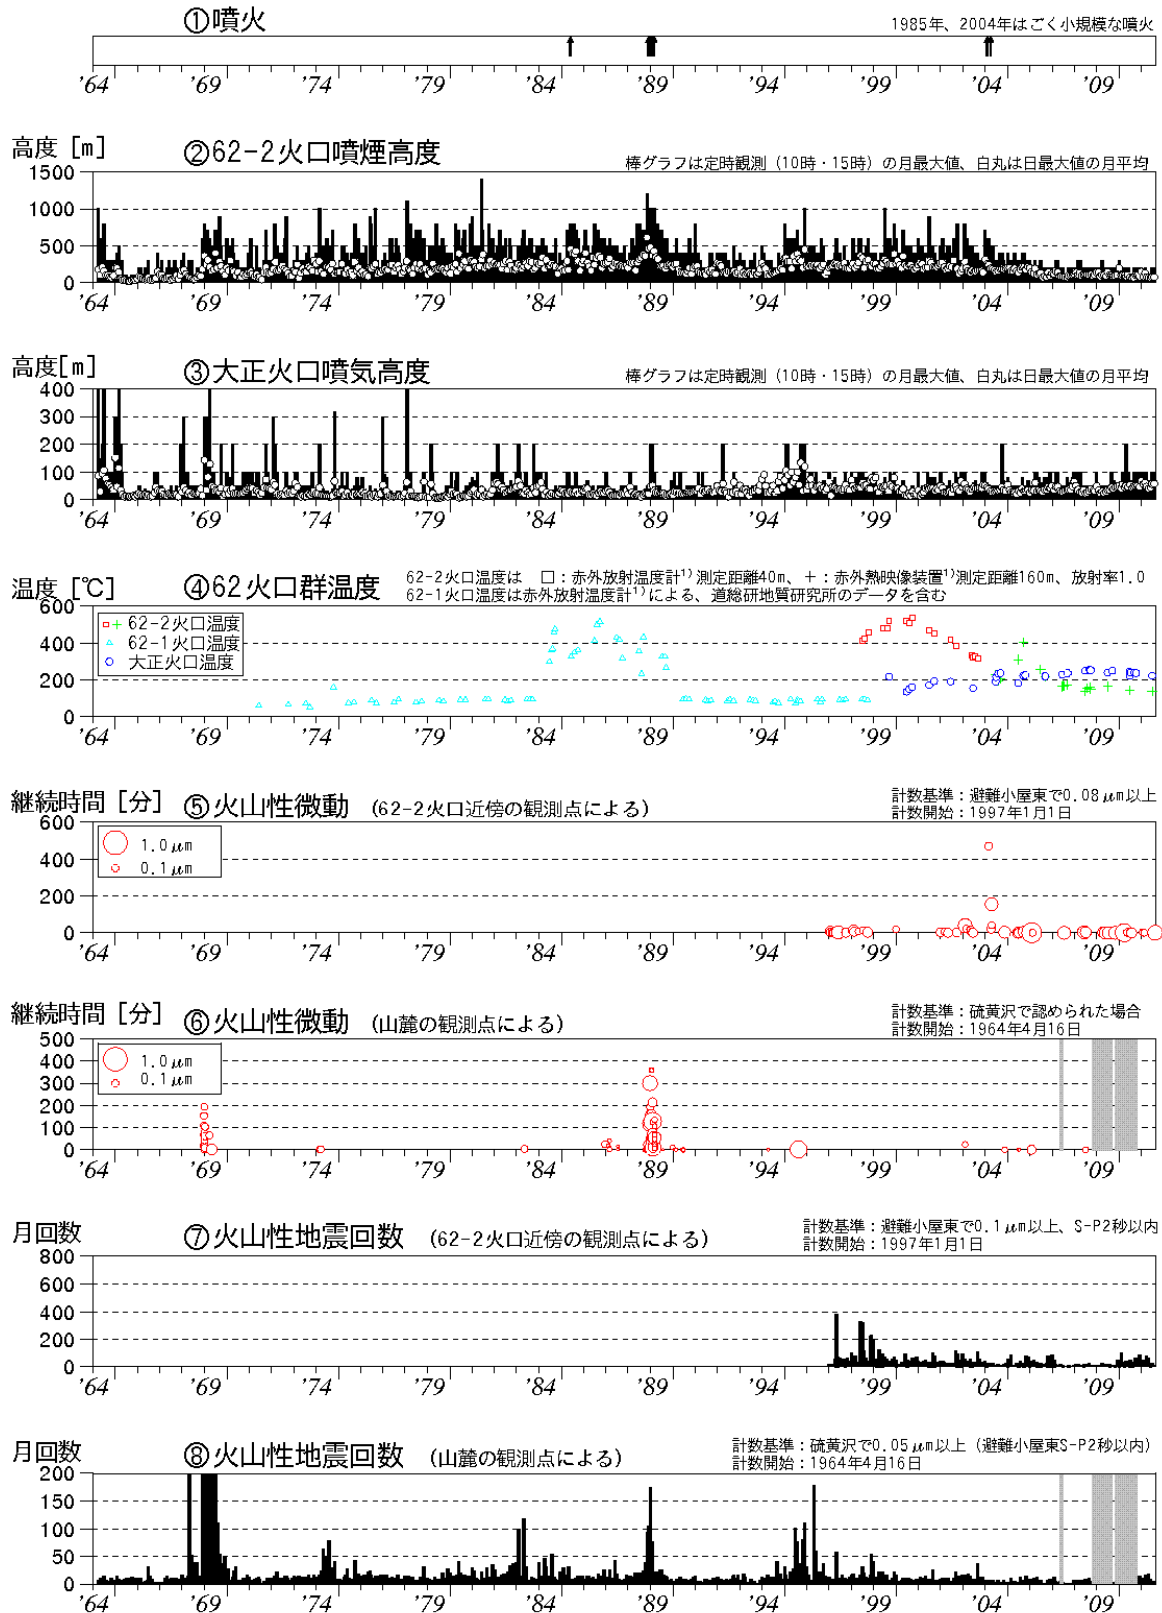 ①噴火
1985年、2004年はごく小規模な噴火
'64 '69 '74 '79 '84 '89 '94 '99 '04 '09
高度 [m]
②62-2火口噴煙高度
棒グラフは定時観測 (10時・15時) の月最大値、白丸は日最大値の月平均
1500
1000
500
0
'64 '69 '74 '79 '84 '89 '94 '99 '04 '09
高度[m]
③大正火口噴気高度
棒グラフは定時観測 (10時・15時) の月最大値、白丸は日最大値の月平均
400
300
200
100
0
'64 '69 '74 '79 '84 '89 '94 '99 '04 '09
温度 [℃]
④62火口群温度
62-2火口温度は □：赤外放射温度計1) 測定距離40m、＋：赤外熱映像装置1)測定距離160m、放射率1.0
62-1火口温度は赤外放射温度計1)による、道総研地質研究所のデータを含む
600
400
200
0
□＋ 62-2火口温度
△ 62-1火口温度
○ 大正火口温度
'64 '69 '74 '79 '84 '89 '94 '99 '04 '09
継続時間 [分]
⑤火山性微動 (62-2火口近傍の観測点による)
計数基準：避難小屋東で0.08μm以上
計数開始：1997年1月1日
600
400
200
0
1.0μm
0.1μm
'64 '69 '74 '79 '84 '89 '94 '99 '04 '09
継続時間 [分]
⑥火山性微動 (山麓の観測点による)
計数基準：硫黄沢で認められた場合
計数開始：1964年4月16日
500
400
300
200
100
0
1.0μm
0.1μm
'64 '69 '74 '79 '84 '89 '94 '99 '04 '09
月回数
⑦火山性地震回数 (62-2火口近傍の観測点による)
計数基準：避難小屋東で0.1μm以上、S-P2秒以内
計数開始：1997年1月1日
800
600
400
200
0
'64 '69 '74 '79 '84 '89 '94 '99 '04 '09
月回数
⑧火山性地震回数 (山麓の観測点による)
計数基準：硫黄沢で0.05μm以上 (避難小屋東S-P2秒以内)
計数開始：1964年4月16日
200
150
100
50
0
'64 '69 '74 '79 '84 '89 '94 '99 '04 '09